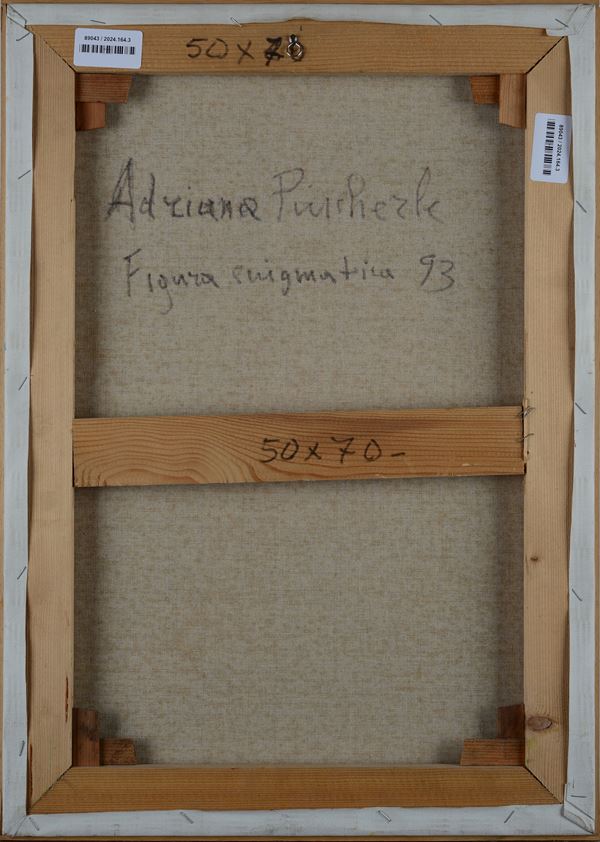 89043 / 2024.164.3
50x70
89043 / 2024.164.3
Adriana Pincherle
Figura enigmatica 93
50x70-